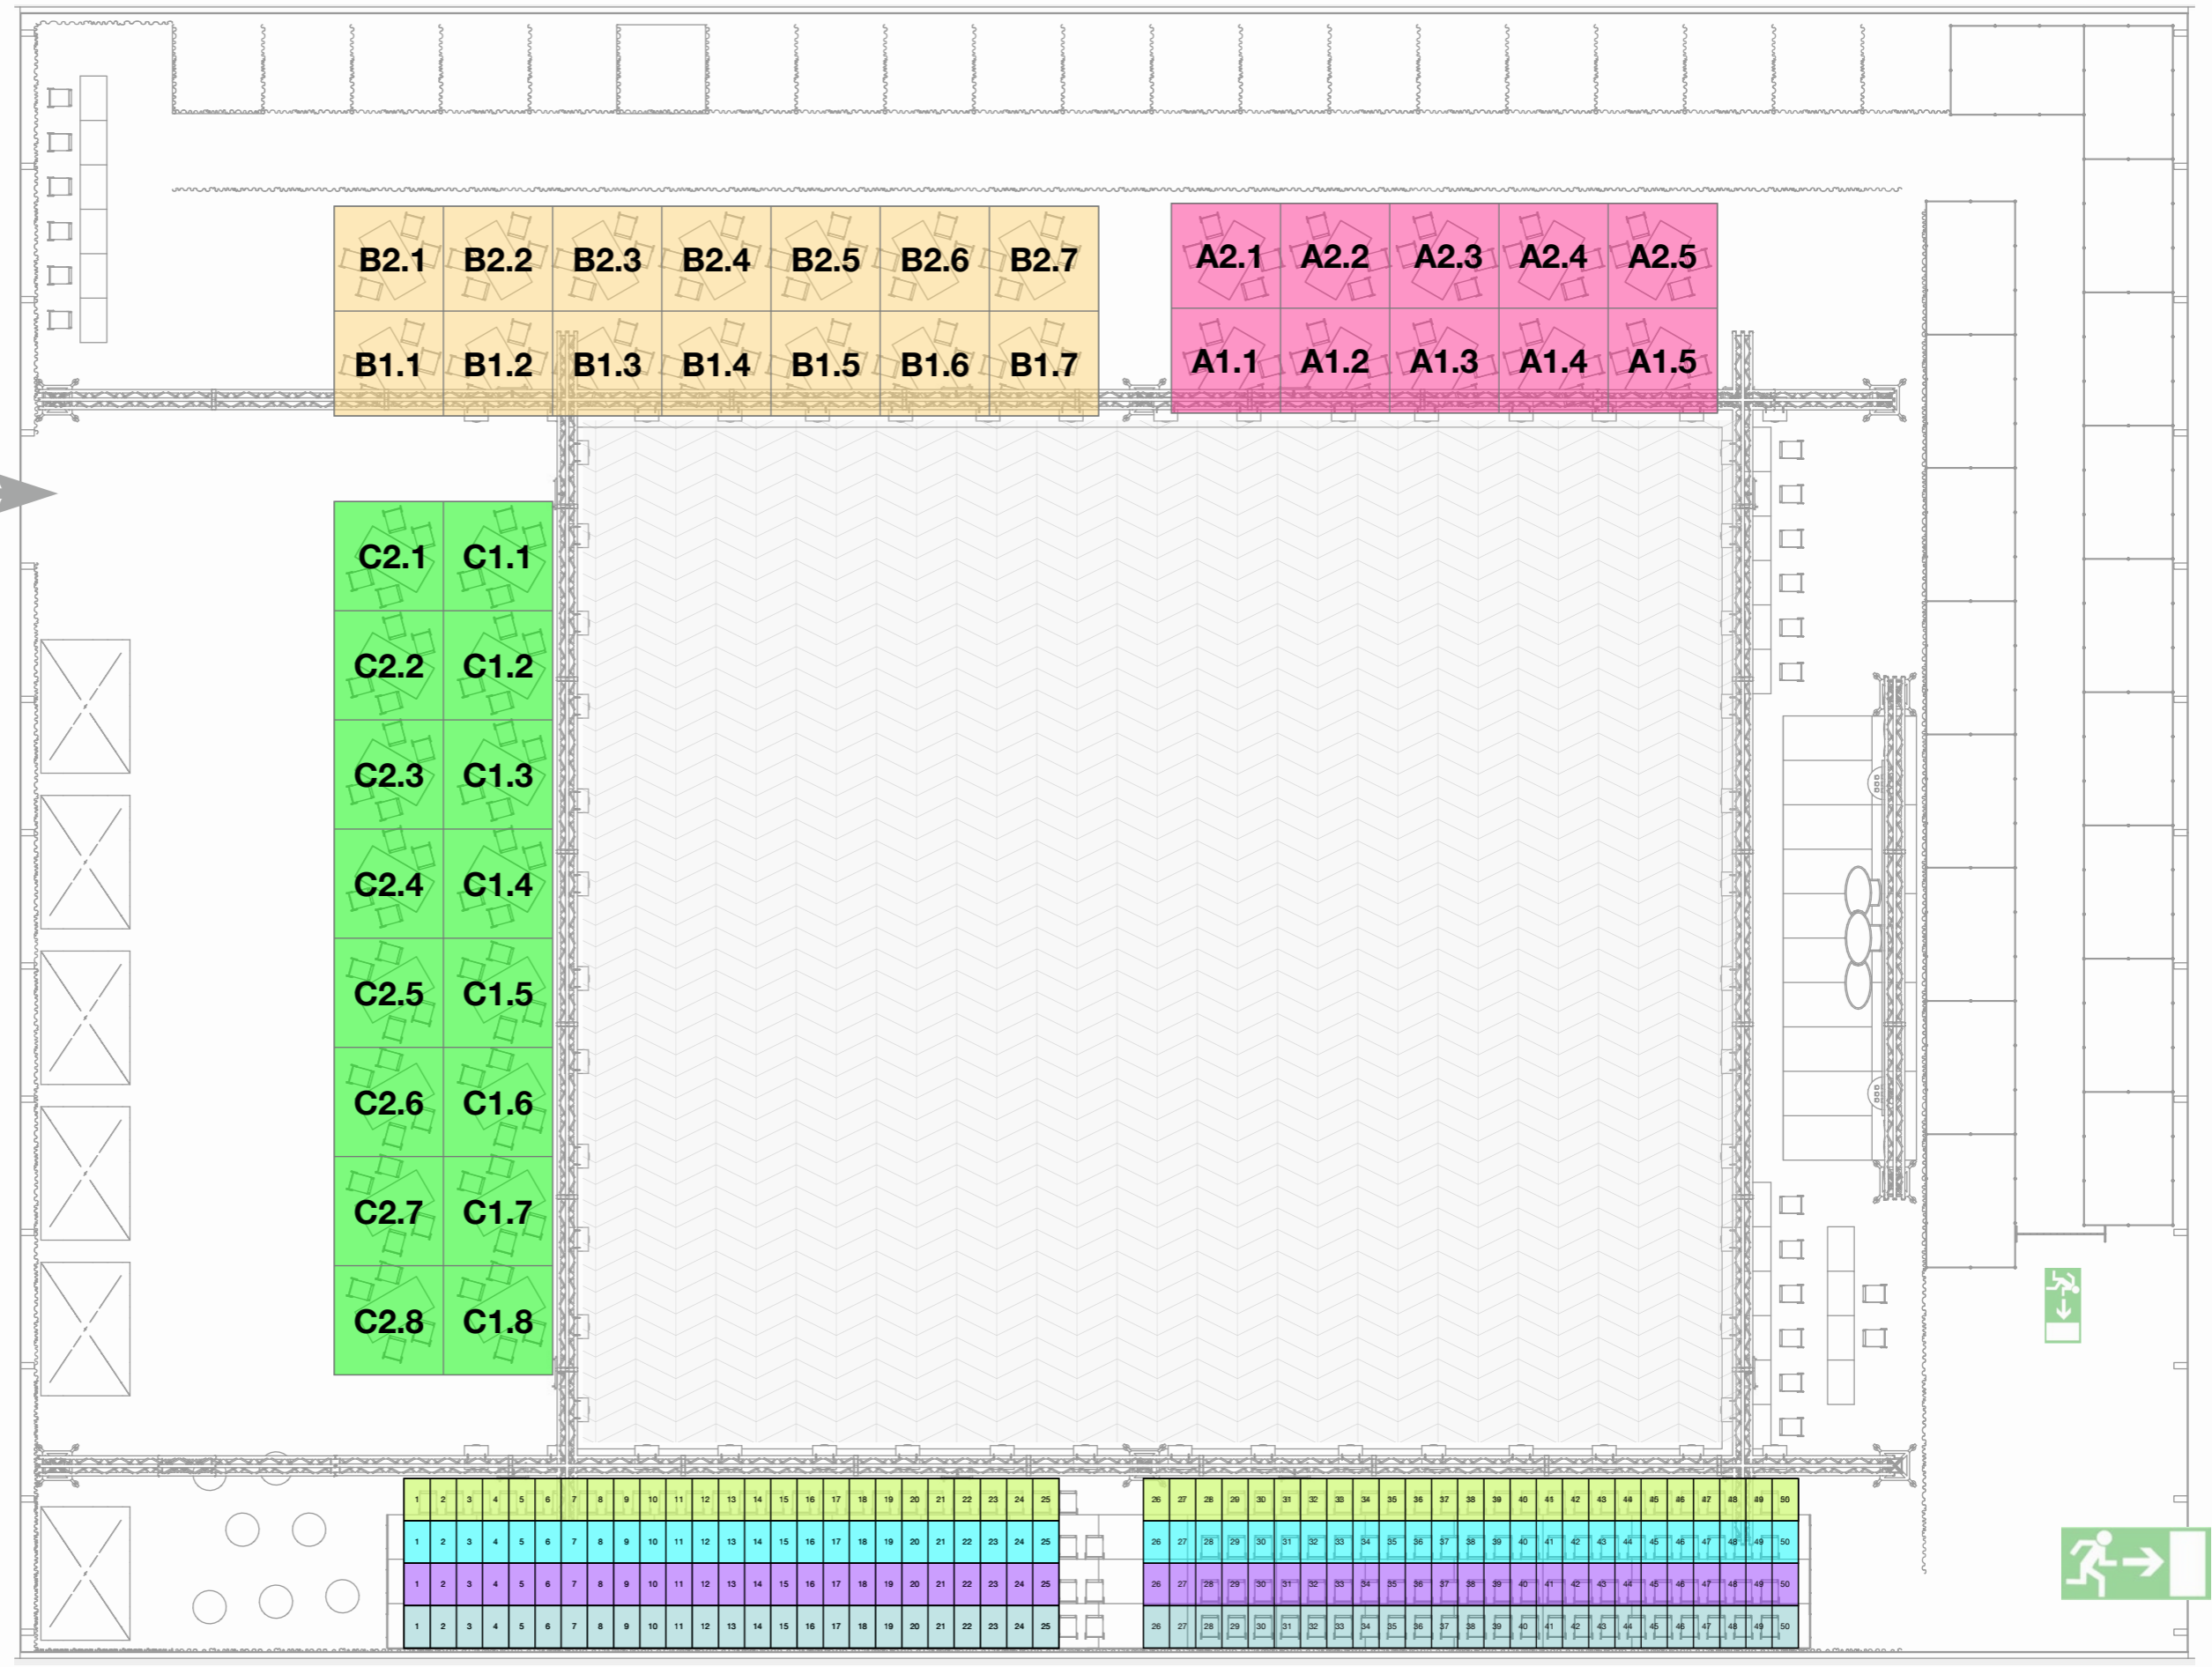 B2.1 B2.2 B2.3 B2.4 B2.5 B2.6 B2.7
B1.1 B1.2 B1.3 B1.4 B1.5 B1.6 B1.7
A2.1 A2.2 A2.3 A2.4 A2.5
A1.1 A1.2 A1.3 A1.4 A1.5
C2.1 C1.1
C2.2 C1.2
C2.3 C1.3
C2.4 C1.4
C2.5 C1.5
C2.6 C1.6
C2.7 C1.7
C2.8 C1.8
1 2 3 4 5 6 7 8 9 10 11 12 13 14 15 16 17 18 19 20 21 22 23 24 25
1 2 3 4 5 6 7 8 9 10 11 12 13 14 15 16 17 18 19 20 21 22 23 24 25
1 2 3 4 5 6 7 8 9 10 11 12 13 14 15 16 17 18 19 20 21 22 23 24 25
1 2 3 4 5 6 7 8 9 10 11 12 13 14 15 16 17 18 19 20 21 22 23 24 25
26 27 28 29 30 31 32 33 34 35 36 37 38 39 40 41 42 43 44 45 46 47 48 49 50
26 27 28 29 30 31 32 33 34 35 36 37 38 39 40 41 42 43 44 45 46 47 48 49 50
26 27 28 29 30 31 32 33 34 35 36 37 38 39 40 41 42 43 44 45 46 47 48 49 50
26 27 28 29 30 31 32 33 34 35 36 37 38 39 40 41 42 43 44 45 46 47 48 49 50